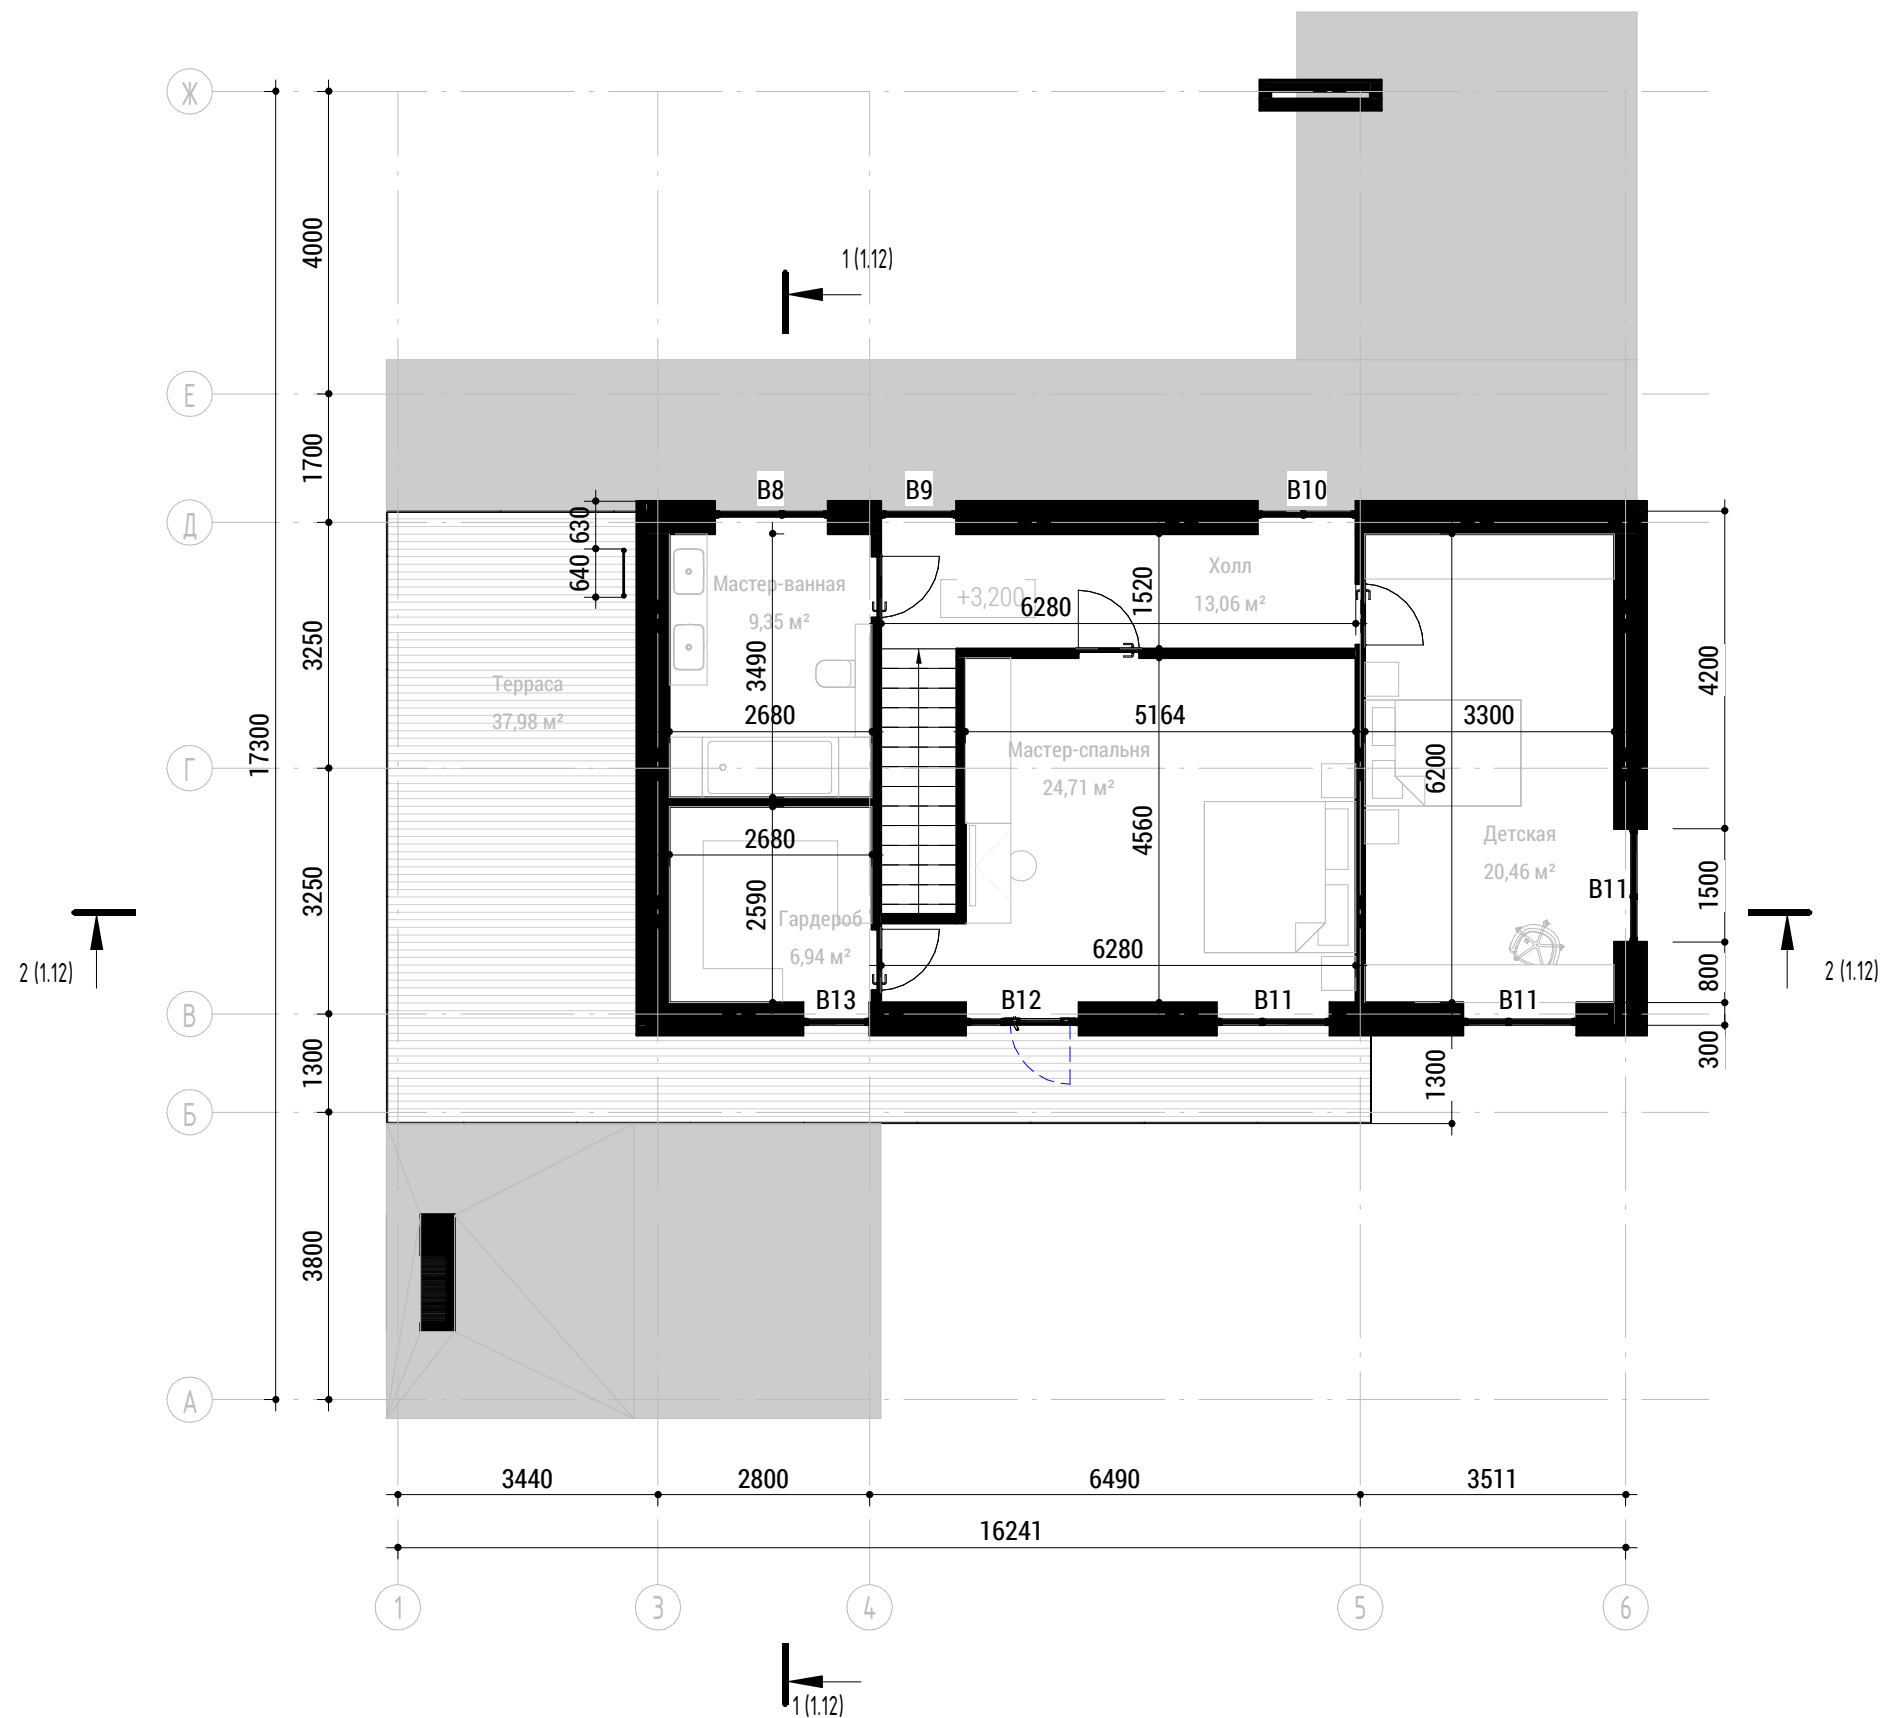 Ж
4000
1 (1.12)
Е
1700
В8
В9
В10
Д
630
640
Мастер-ванная
9,35 м²
+3,200
6280
1520
Холл
13,06 м²
3250
3490
Терраса
37,98 м²
4200
17300
2680
5164
3300
Мастер-спальня
24,71 м²
6200
Г
2680
4560
Детская
20,46 м²
3250
2590
Гардероб
6,94 м²
В11
1500
6280
2 (1.12)
800
2 (1.12)
В13
В12
В11
В11
В
1300
1300
300
Б
3800
А
3440
2800
6490
3511
16241
1
3
4
5
6
1 (1.12)